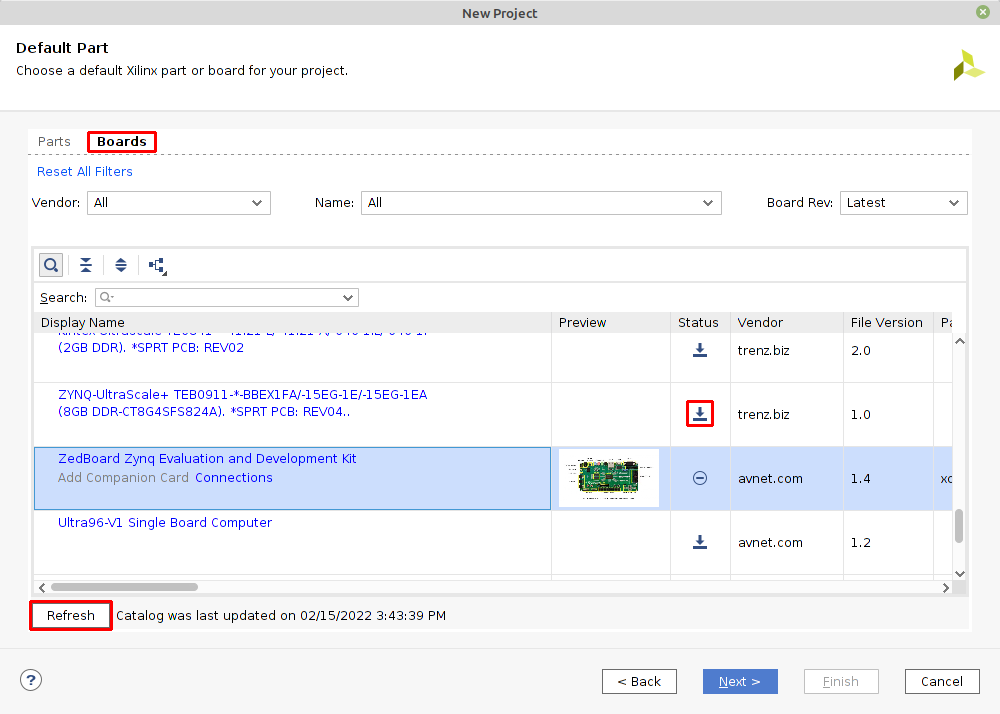 New Project
Default Part
Choose a default Xilinx part or board for your project.
Parts Boards
Reset All Filters
Vendor: All Name: All Board Rev: Latest
Search:
Display Name Preview Status Vendor File Version
(2GB DDR). *SPRT PCB: REV02 trenz.biz 2.0
ZYNQ-UltraScale+ TEB0911-*-BBEX1FA/-15EG-1E/-15EG-1EA
(8GB DDR-CT8G4SFS824A). *SPRT PCB: REV04.. trenz.biz 1.0
ZedBoard Zynq Evaluation and Development Kit
Add Companion Card Connections avnet.com 1.4 xc
Ultra96-V1 Single Board Computer
avnet.com 1.2
Refresh Catalog was last updated on 02/15/2022 3:43:39 PM
? < Back Next > Finish Cancel